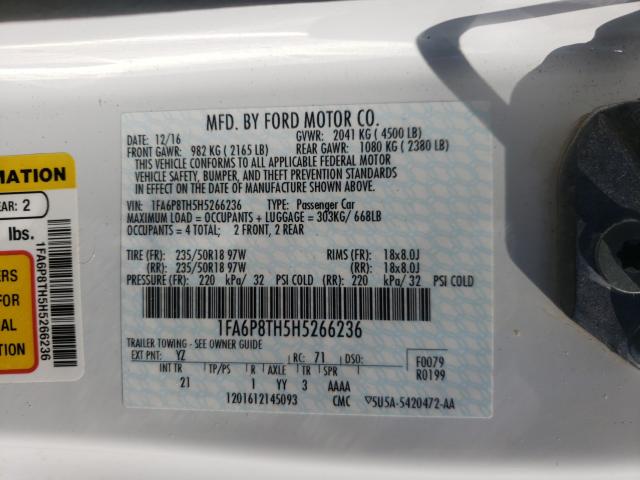 MFD. BY FORD MOTOR CO.
DATE: 12/16 GVWR: 2041 KG ( 4500 LB)
FRONT GAWR: 982 KG ( 2165 LB) REAR GAWR: 1080 KG ( 2380 LB)
THIS VEHICLE CONFORMS TO ALL APPLICABLE FEDERAL MOTOR
VEHICLE SAFETY, BUMPER, AND THEFT PREVENTION STANDARDS
IN EFFECT ON THE DATE OF MANUFACTURE SHOWN ABOVE.
VIN: 1FA6P8TH5H5266236 TYPE: Passenger Car
MAXIMUM LOAD = OCCUPANTS + LUGGAGE = 303KG/ 668LB
OCCUPANTS = 4 TOTAL; 2 FRONT, 2 REAR
TIRE (FR): 235/50R18 97W RIMS (FR): 18x8.0J
(RR): 235/50R18 97W (RR): 18x8.0J
PRESSURE (FR): 220 kPa/ 32 PSI COLD (RR): 220 kPa/ 32 PSI COLD
1FA6P8TH5H5266236
TRAILER TOWING - SEE OWNER GUIDE
EXT PNT: YZ RC: 71 DSO: F0079
R0199
INT TR TP/PS R AXLE TR SPR
21 1 YY 3 AAAA
1201612145093 CMC ▽5U5A-5420472-AA
MATION
EAR: 2
lbs.
1FA6P8TH5H5266236
ERS
FOR
AL